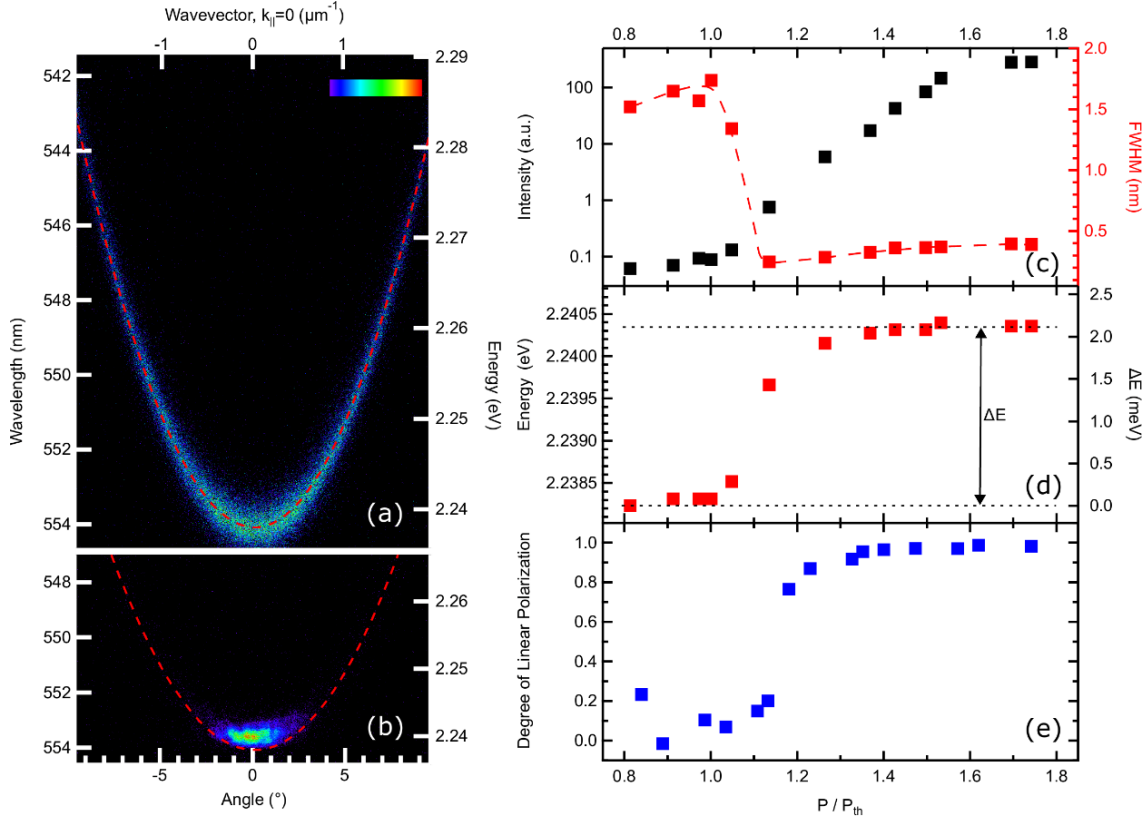 Wavevector, k||=0 (µm-1)
-1 0 1
542
544
546
548
550
552
554
Wavelength (nm)
2.29
2.28
2.27
2.26
2.25
2.24
Energy (eV)
(a)
548
550
552
554
2.26
2.25
2.24
(b)
-5 0 5
Angle (°)
0.8 1.0 1.2 1.4 1.6 1.8
100
10
1
0.1
Intensity (a.u.)
2.0
1.5
1.0
0.5
FWHM (nm)
(c)
2.2405
2.2400
2.2395
2.2390
2.2385
Energy (eV)
2.5
2.0
1.5
1.0
0.5
0.0
ΔE (meV)
ΔE
(d)
1.0
0.8
0.6
0.4
0.2
0.0
Degree of Linear Polarization
(e)
0.8 1.0 1.2 1.4 1.6 1.8
P / Pth